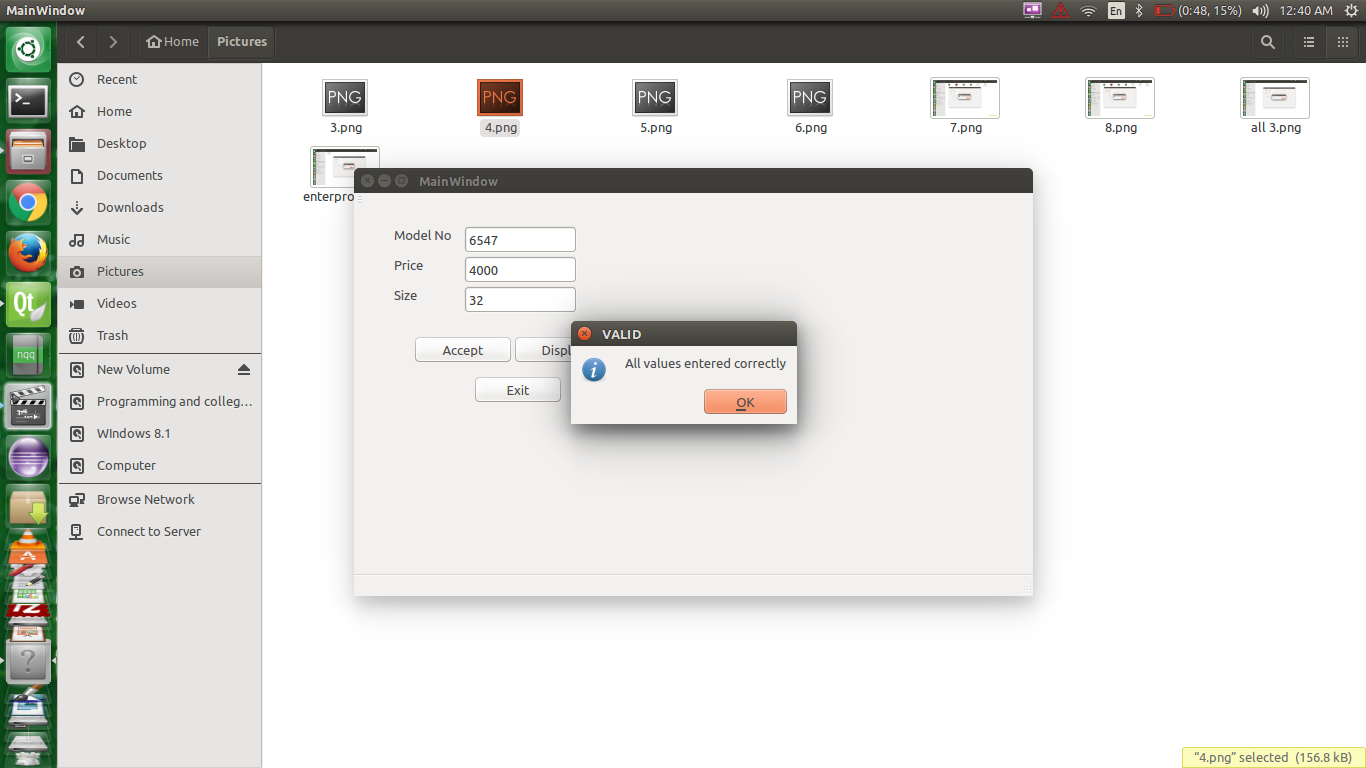 MainWindow
En
(0:48, 15%)
12:40 AM
Home
Pictures
Recent
Home
Desktop
Documents
Downloads
Music
Pictures
Videos
Trash
New Volume
Programming and colleg...
WIndows 8.1
Computer
Browse Network
Connect to Server
PNG
PNG
PNG
PNG
3.png
4.png
5.png
6.png
7.png
8.png
all 3.png
enterpro
MainWindow
Model No
6547
Price
4000
Size
32
Accept
Displ
Exit
VALID
All values entered correctly
OK
Qt
nqq
"4.png" selected (156.8 kB)